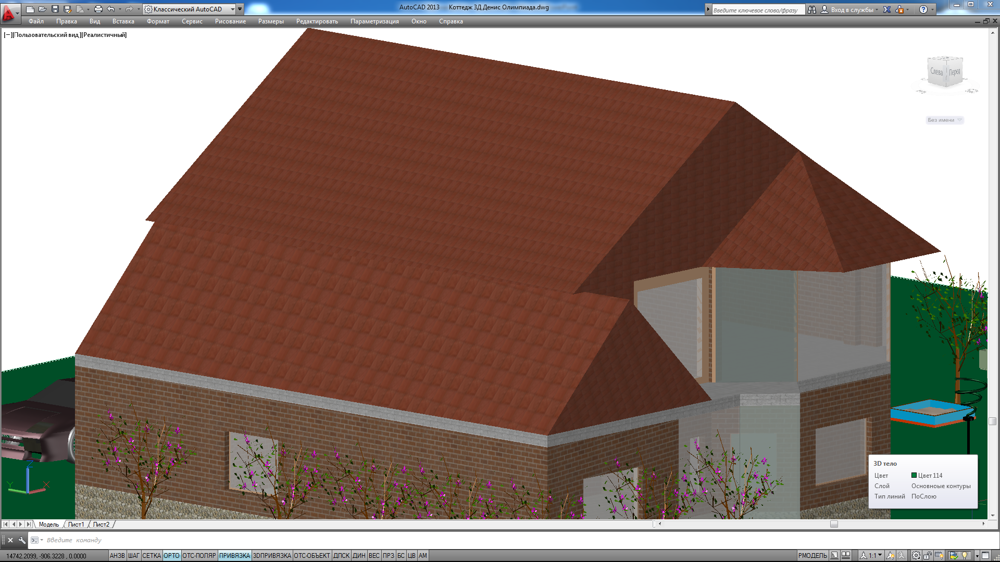 Классический AutoCAD
AutoCAD 2013 Коттедж 3Д Денис Олимпиада.dwg
Введите ключевое слово/фразу
Вход в службы
Файл Правка Вид Вставка Формат Сервис Рисование Размеры Редактировать Параметризация Окно Справка
[−][Пользовательский вид][Реалистичный]
Слева Перед
Без имени
Z
Y X
3D тело
Цвет Цвет 114
Слой Основноые контуры
Тип линий ПоСлою
Модель Лист1 Лист2
Введите команду
14742.2099, -906.3228 , 0.0000 АНЗВ ШАГ СЕТКА ОРТО ОТС-ПОЛЯР ПРИВЯЗКА 3DПРИВЯЗКА ОТС-ОБЪЕКТ ДПСК ДИН ВЕС ПРЗ БС ЦВ АМ РМОДЕЛЬ 1:1